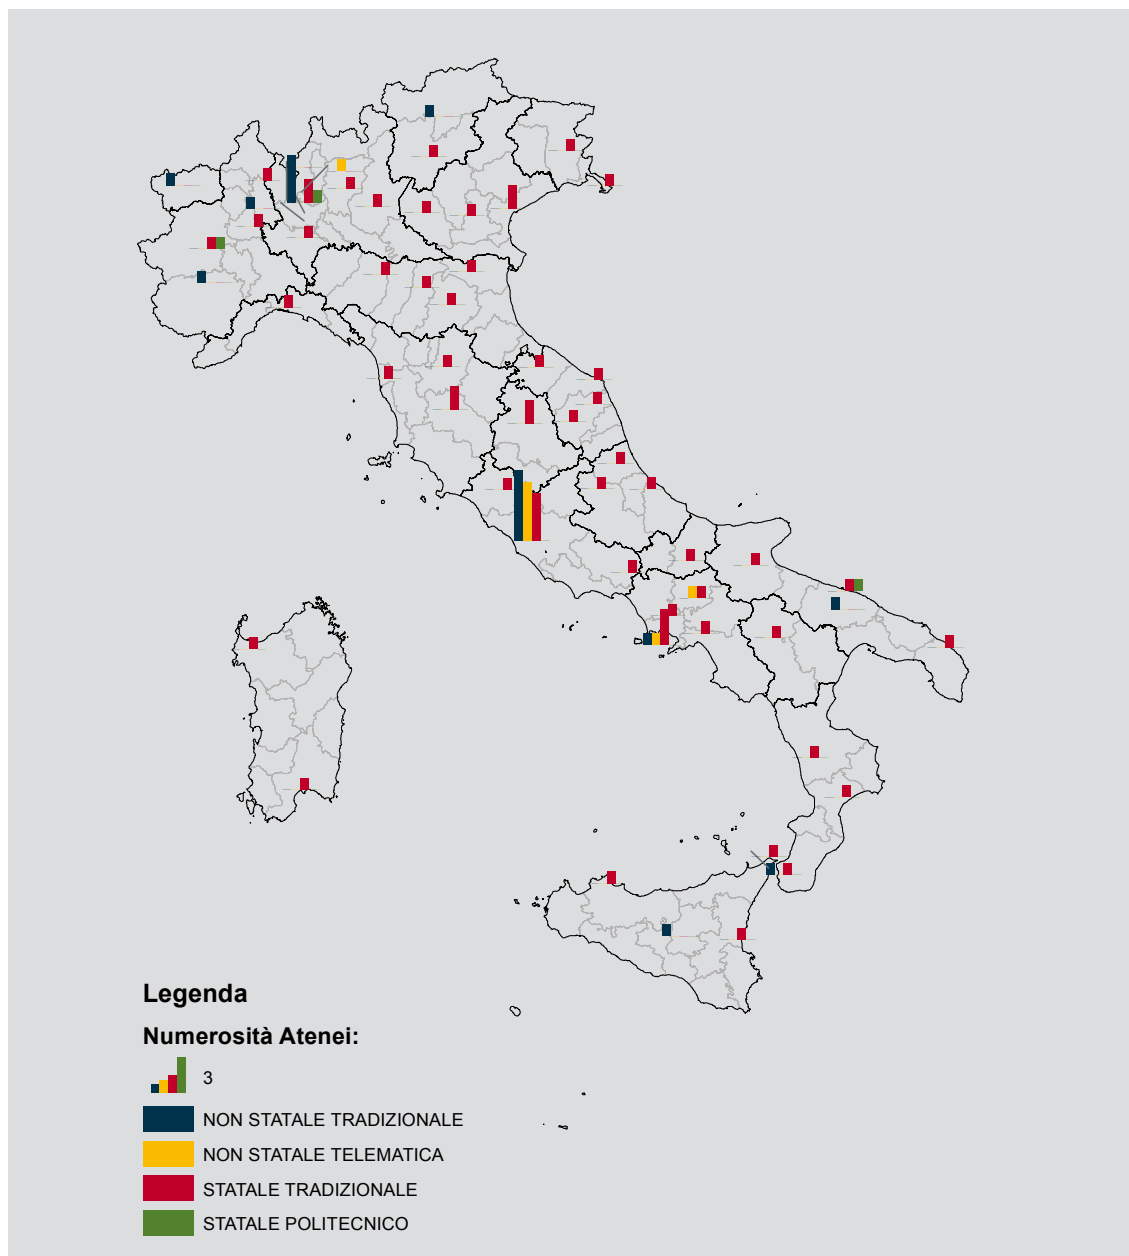 Legenda
Numerosità Atenei:
3
NON STATALE TRADIZIONALE
NON STATALE TELEMATICA
STATALE TRADIZIONALE
STATALE POLITECNICO